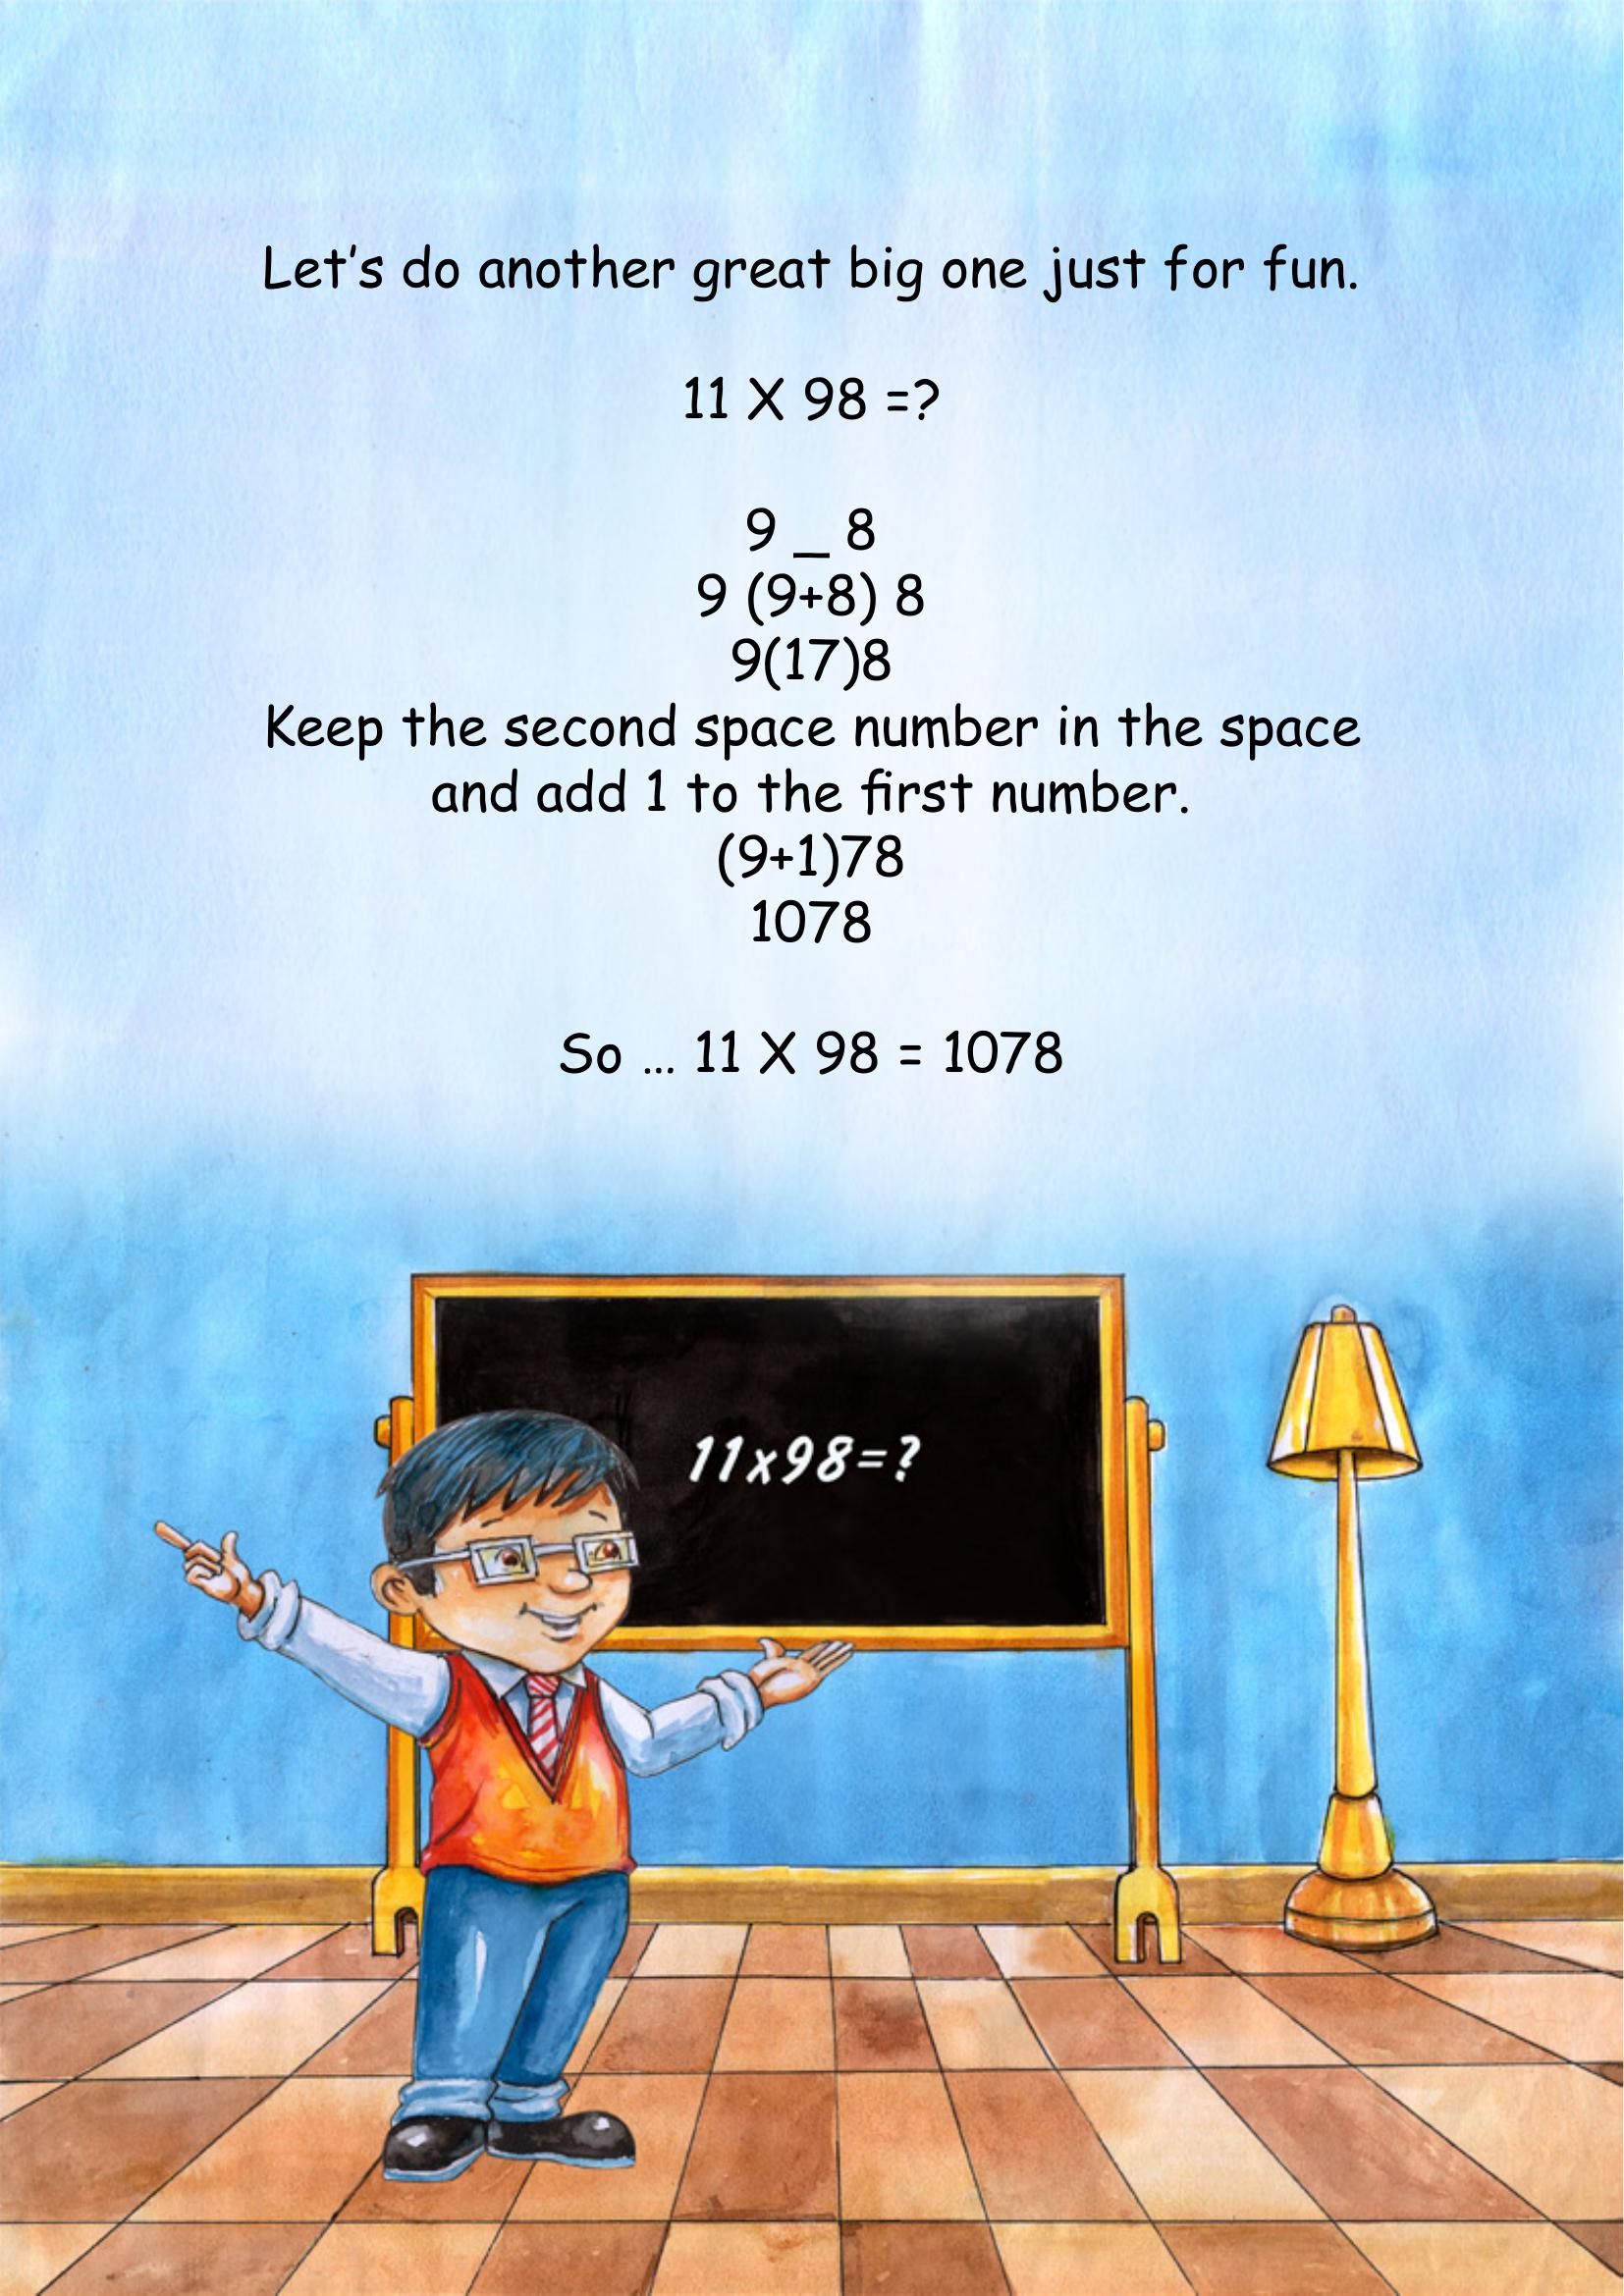 Let’s do another great big one just for fun.
11 X 98 =?
9 _ 8
9 (9+8) 8
9(17)8
Keep the second space number in the space
and add 1 to the first number.
(9+1)78
1078
So ... 11 X 98 = 1078
11x98=?